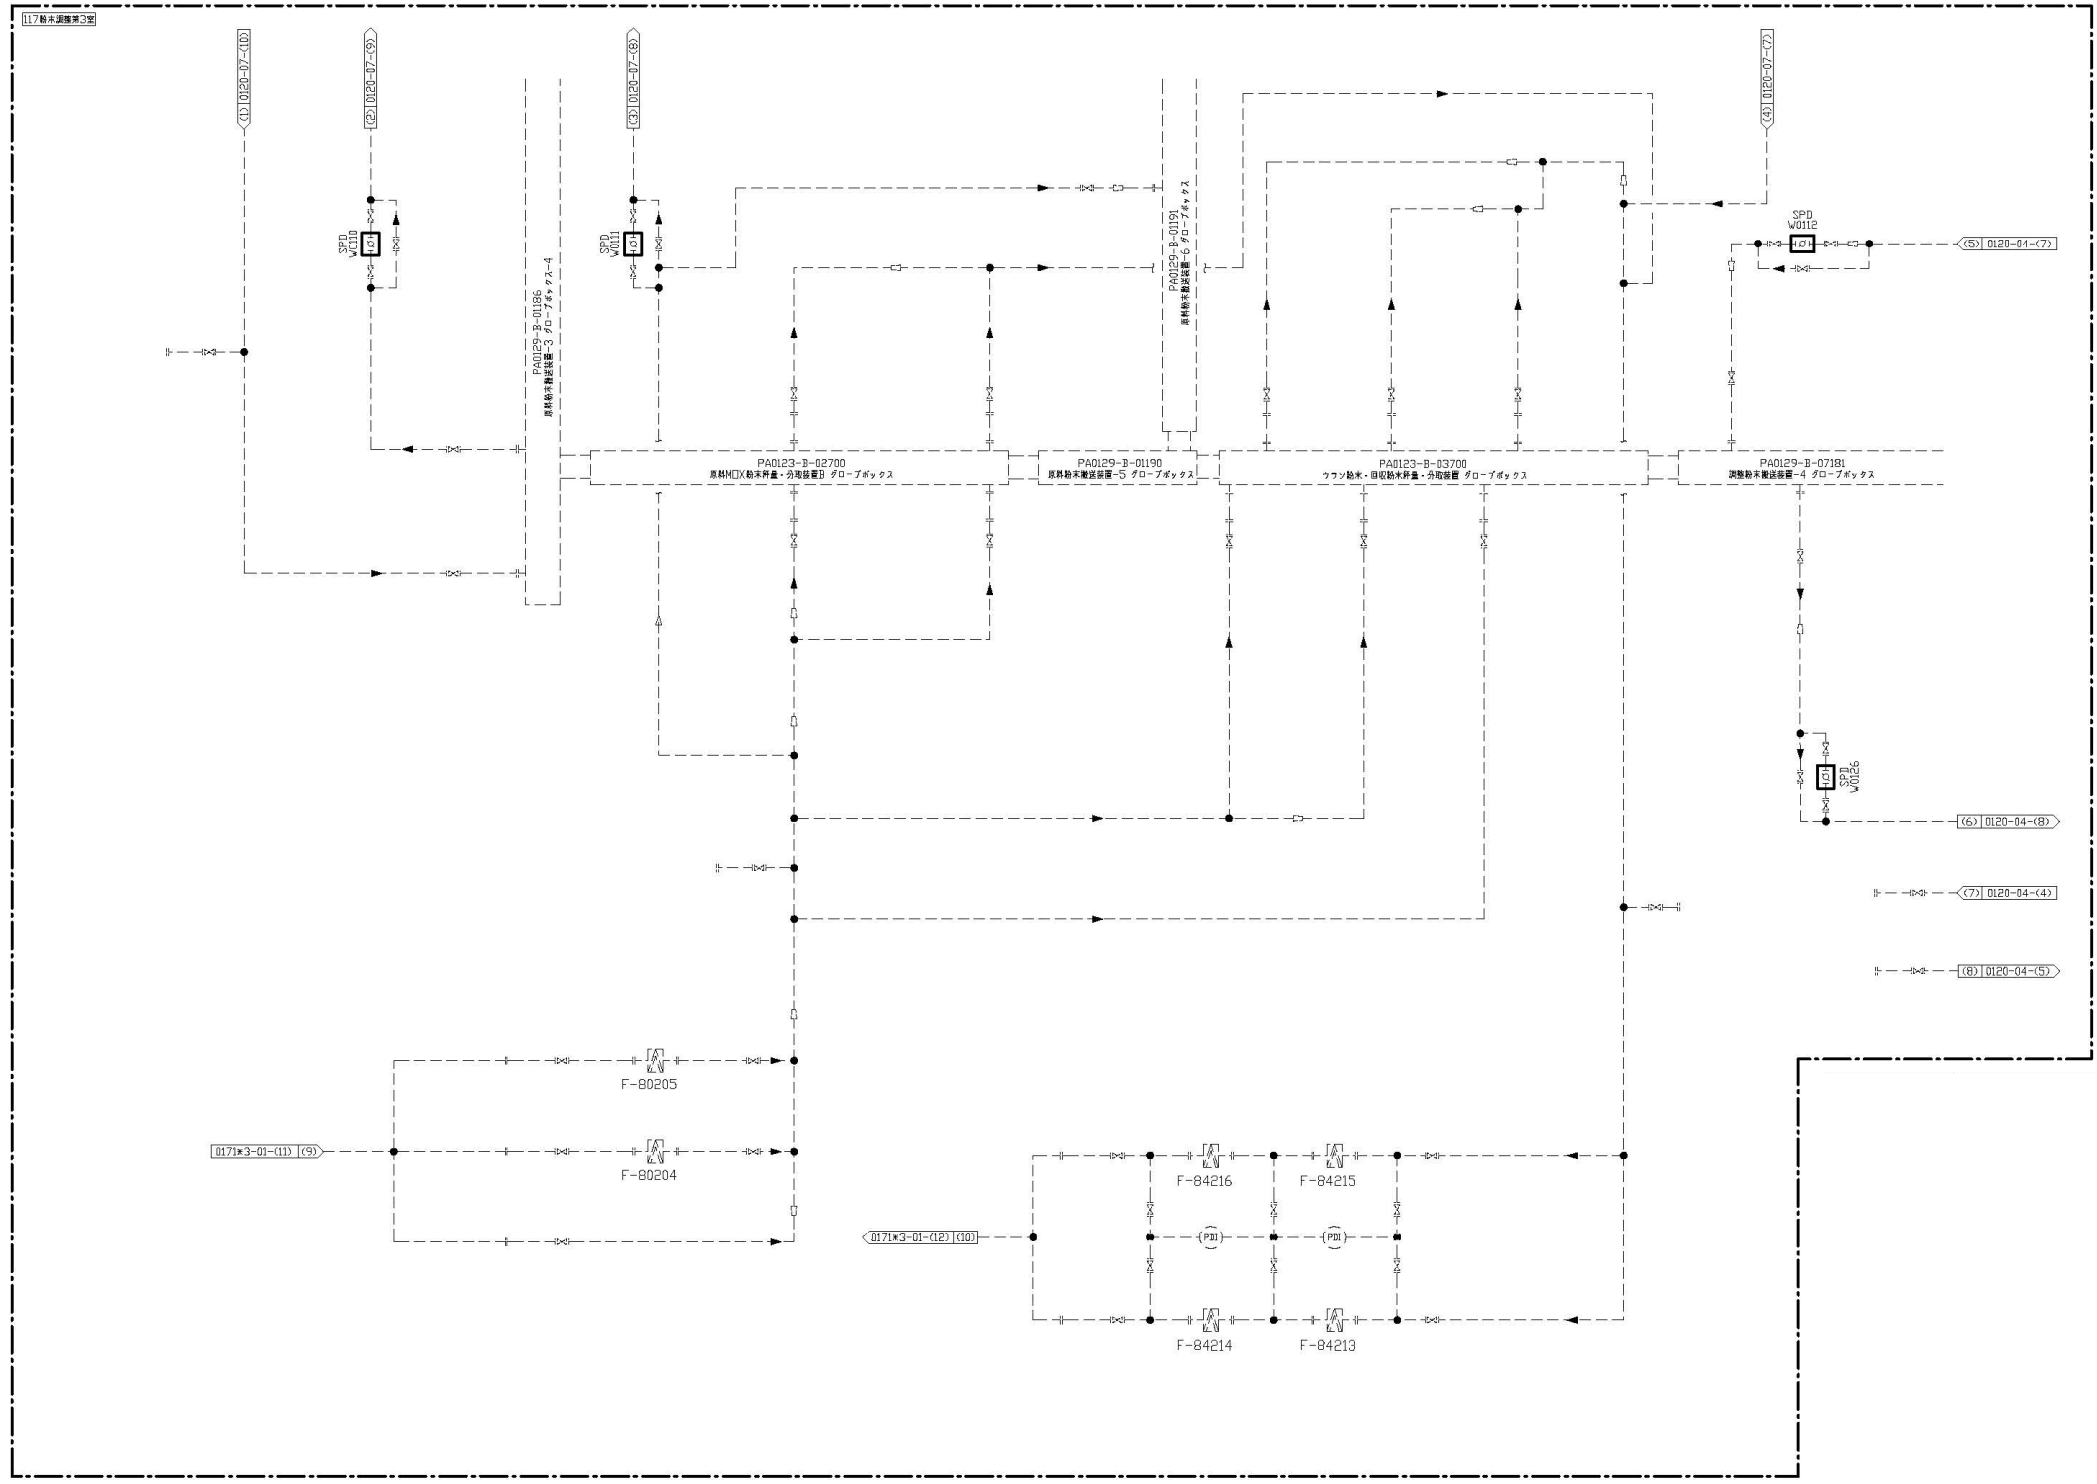 117粉末調整第3室
(1) 0120-07-(10)
(2) 0120-07-(9)
(3) 0120-07-(8)
(4) 0120-07-(7)
SPD
W0110
SPD
W0111
SPD
W0112
(5) 0120-04-(7)
PA0129-B-01186
原料粉末搬送装置-3 グローブボックス-4
PA0129-B-01191
原料粉末搬送装置-6 グローブボックス
PA0123-B-02700
原料MOX粉末秤量・分取装置B グローブボックス
PA0129-B-01190
原料粉末搬送装置-5 グローブボックス
PA0123-B-03700
ウラン粉末・回収粉末秤量・分取装置 グローブボックス
PA0129-B-07181
調整粉末搬送装置-4 グローブボックス
SPD
W0126
(6) 0120-04-(8)
(7) 0120-04-(4)
(8) 0120-04-(5)
F-80205
0171*3-01-(11) (9)
F-80204
F-84216
F-84215
0171*3-01-(12) (10)
PDI
PDI
F-84214
F-84213